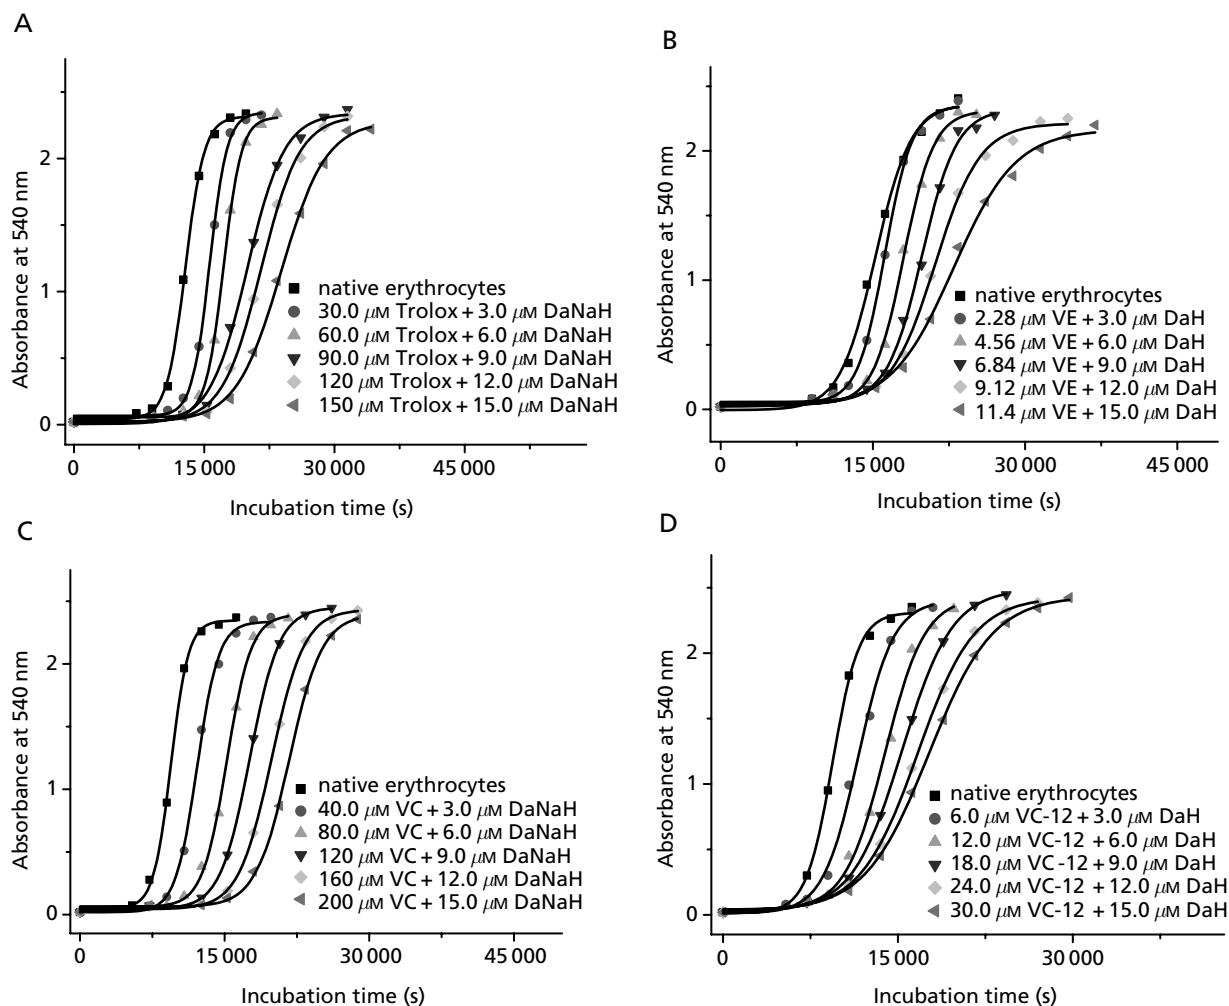 A
Absorbance at 540 nm
2
1
0
native erythrocytes
30.0 μM Trolox + 3.0 μM DaNaH
60.0 μM Trolox + 6.0 μM DaNaH
90.0 μM Trolox + 9.0 μM DaNaH
120 μM Trolox + 12.0 μM DaNaH
150 μM Trolox + 15.0 μM DaNaH
0 15 000 30 000 45 000
Incubation time (s)
B
Absorbance at 540 nm
2
1
0
native erythrocytes
2.28 μM VE + 3.0 μM DaH
4.56 μM VE + 6.0 μM DaH
6.84 μM VE + 9.0 μM DaH
9.12 μM VE + 12.0 μM DaH
11.4 μM VE + 15.0 μM DaH
0 15 000 30 000 45 000
Incubation time (s)
C
Absorbance at 540 nm
2
1
0
native erythrocytes
40.0 μM VC + 3.0 μM DaNaH
80.0 μM VC + 6.0 μM DaNaH
120 μM VC + 9.0 μM DaNaH
160 μM VC + 12.0 μM DaNaH
200 μM VC + 15.0 μM DaNaH
0 15 000 30 000 45 000
Incubation time (s)
D
Absorbance at 540 nm
2
1
0
native erythrocytes
6.0 μM VC-12 + 3.0 μM DaH
12.0 μM VC-12 + 6.0 μM DaH
18.0 μM VC-12 + 9.0 μM DaH
24.0 μM VC-12 + 12.0 μM DaH
30.0 μM VC-12 + 15.0 μM DaH
0 15 000 30 000
Incubation time (s)